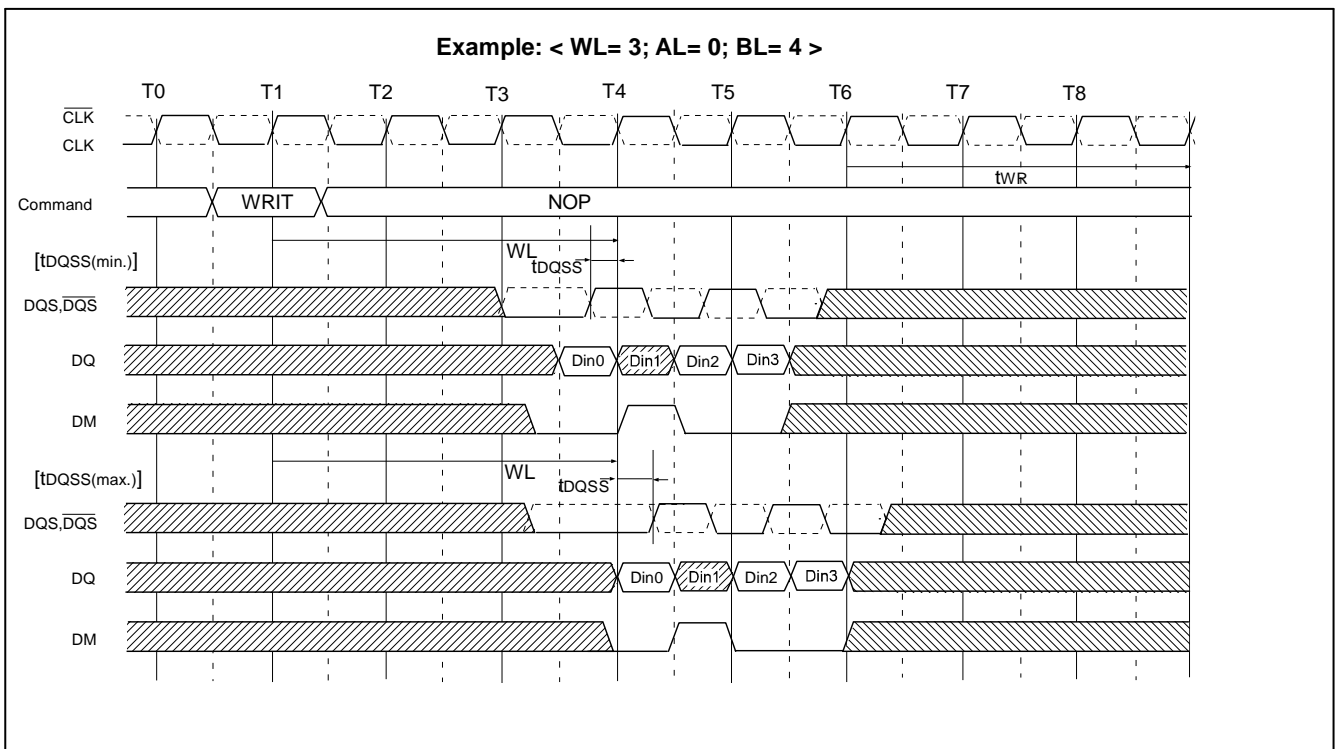 Example: < WL= 3; AL= 0; BL= 4 >
T0 T1 T2 T3 T4 T5 T6 T7 T8
CLK
CLK
tWR
Command WRIT NOP
WL
[tDQSS(min.)] tDQSS
DQS,DQS
DQ Din0 Din1 Din2 Din3
DM
WL
[tDQSS(max.)] tDQSS
DQS,DQS
DQ Din0 Din1 Din2 Din3
DM